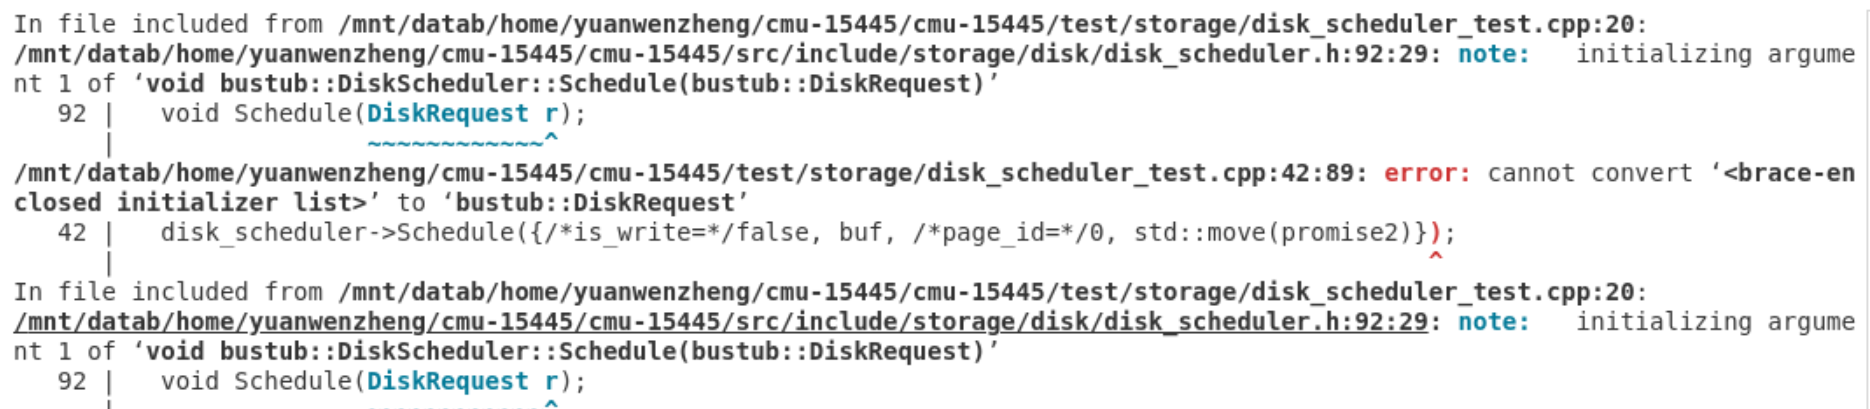 In file included from /mnt/datab/home/yuanwenzheng/cmu-15445/cmu-15445/test/storage/disk_scheduler_test.cpp:20:
/mnt/datab/home/yuanwenzheng/cmu-15445/cmu-15445/src/include/storage/disk/disk_scheduler.h:92:29: note:   initializing argume
nt 1 of ‘void bustub::DiskScheduler::Schedule(bustub::DiskRequest)’
   92 |   void Schedule(DiskRequest r);
      |                 ~~~~~~~~~~~~^
/mnt/datab/home/yuanwenzheng/cmu-15445/cmu-15445/test/storage/disk_scheduler_test.cpp:42:89: error: cannot convert ‘<brace-en
closed initializer list>’ to ‘bustub::DiskRequest’
   42 |   disk_scheduler->Schedule({/*is_write=*/false, buf, /*page_id=*/0, std::move(promise2)});
      |                                                                                         ^
In file included from /mnt/datab/home/yuanwenzheng/cmu-15445/cmu-15445/test/storage/disk_scheduler_test.cpp:20:
/mnt/datab/home/yuanwenzheng/cmu-15445/cmu-15445/src/include/storage/disk/disk_scheduler.h:92:29: note:   initializing argume
nt 1 of ‘void bustub::DiskScheduler::Schedule(bustub::DiskRequest)’
   92 |   void Schedule(DiskRequest r);
      |                 ~~~~~~~~~~~~^